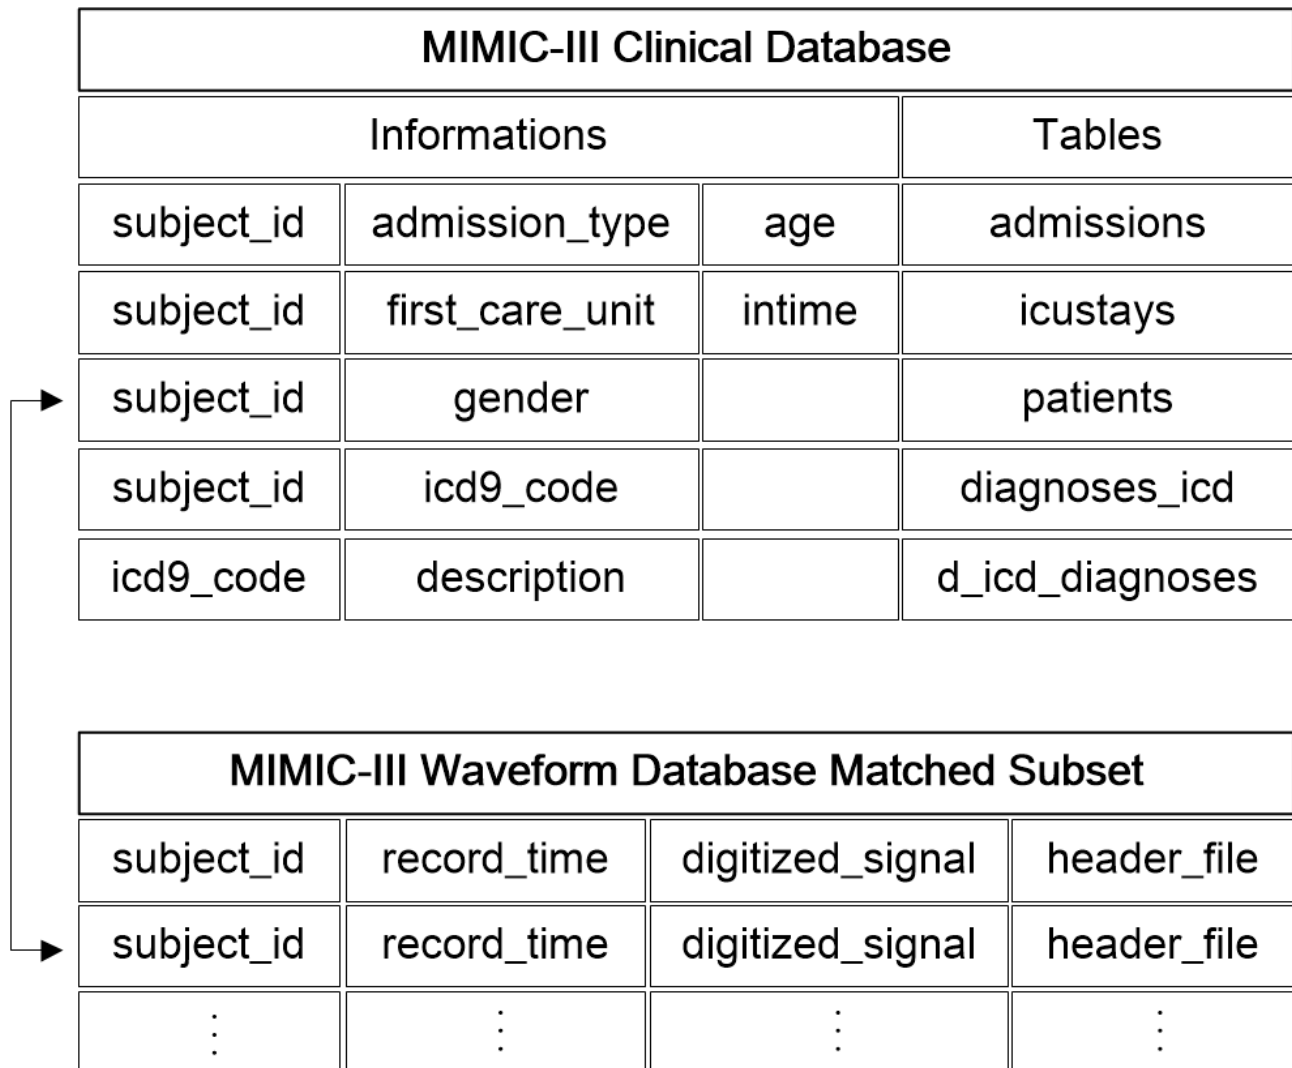 MIMIC-III Clinical Database
Informations Tables
subject_id admission_type age admissions
subject_id first_care_unit intime icustays
subject_id gender patients
subject_id icd9_code diagnoses_icd
icd9_code description d_icd_diagnoses
MIMIC-III Waveform Database Matched Subset
subject_id record_time digitized_signal header_file
subject_id record_time digitized_signal header_file
⋮ ⋮ ⋮ ⋮